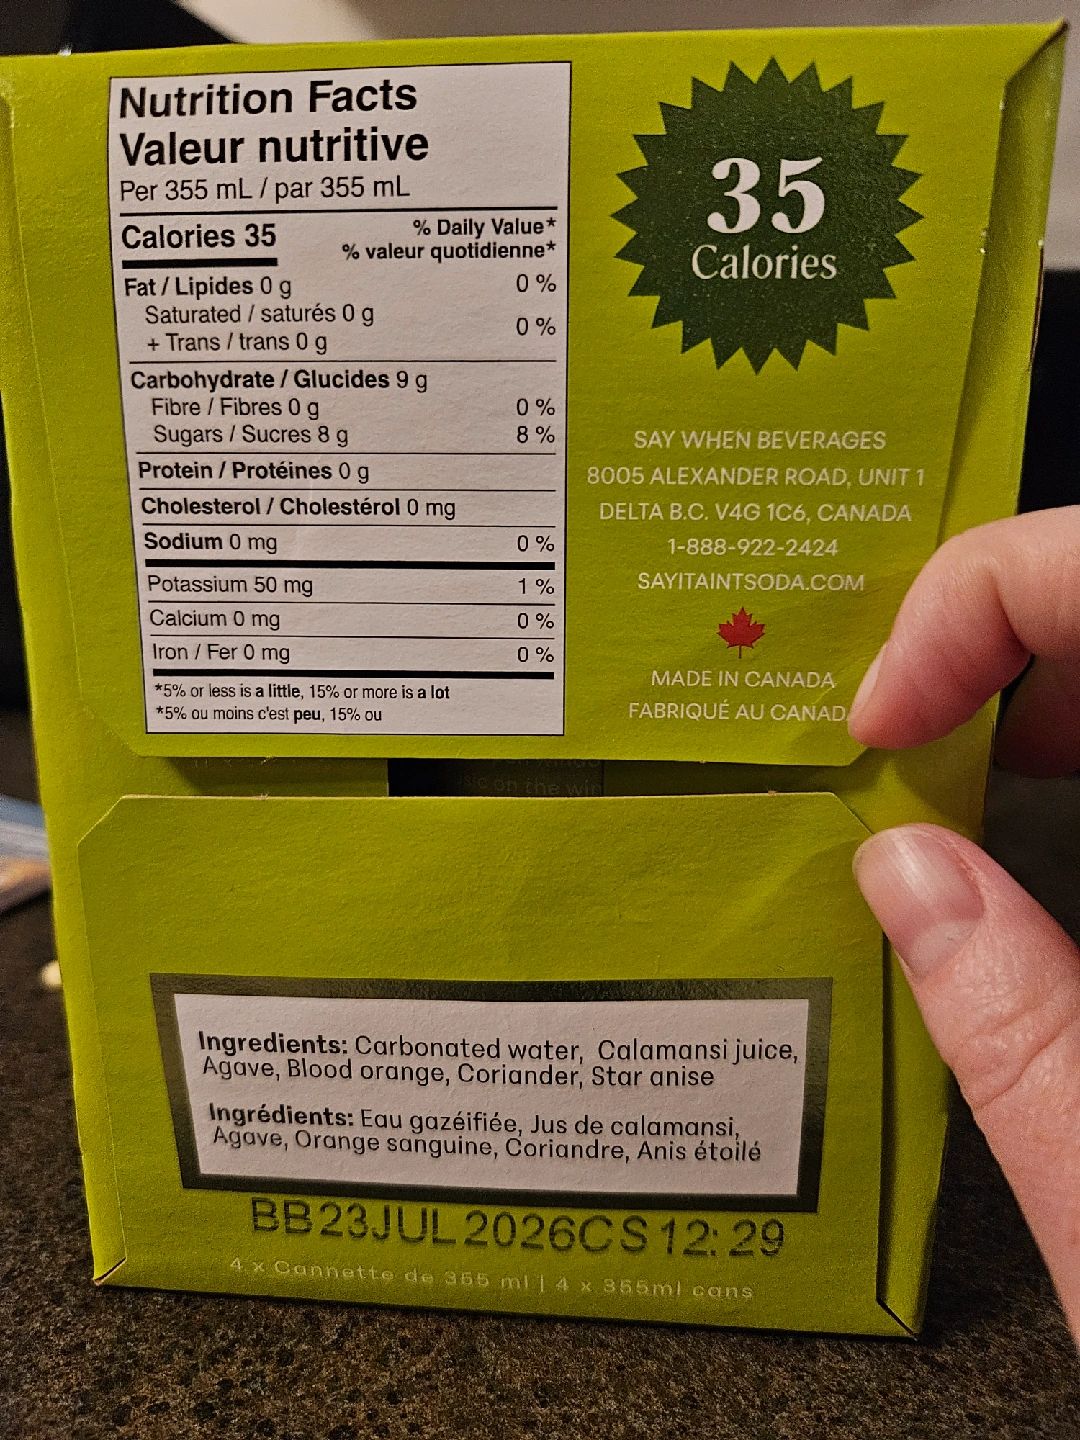 Nutrition Facts
Valeur nutritive
Per 355 mL / par 355 mL
Calories 35
% Daily Value*
% valeur quotidienne*
Fat / Lipides 0 g 0 %
Saturated / saturés 0 g
+ Trans / trans 0 g 0 %
Carbohydrate / Glucides 9 g
Fibre / Fibres 0 g 0 %
Sugars / Sucres 8 g 8 %
Protein / Protéines 0 g
Cholesterol / Cholestérol 0 mg
Sodium 0 mg 0 %
Potassium 50 mg 1 %
Calcium 0 mg 0 %
Iron / Fer 0 mg 0 %
*5% or less is a little, 15% or more is a lot
*5% ou moins c'est peu, 15% ou
35
Calories
SAY WHEN BEVERAGES
8005 ALEXANDER ROAD, UNIT 1
DELTA B.C. V4G 1C6, CANADA
1-888-922-2424
SAYITAINTSODA.COM
MADE IN CANADA
FABRIQUÉ AU CANAD
on the win
Ingredients: Carbonated water, Calamansi juice,
Agave, Blood orange, Coriander, Star anise
Ingrédients: Eau gazéifiée, Jus de calamansi,
Agave, Orange sanguine, Coriandre, Anis étoilé
BB23JUL2026CS12:29
4 x Cannette de 355 ml | 4 x 355ml cans